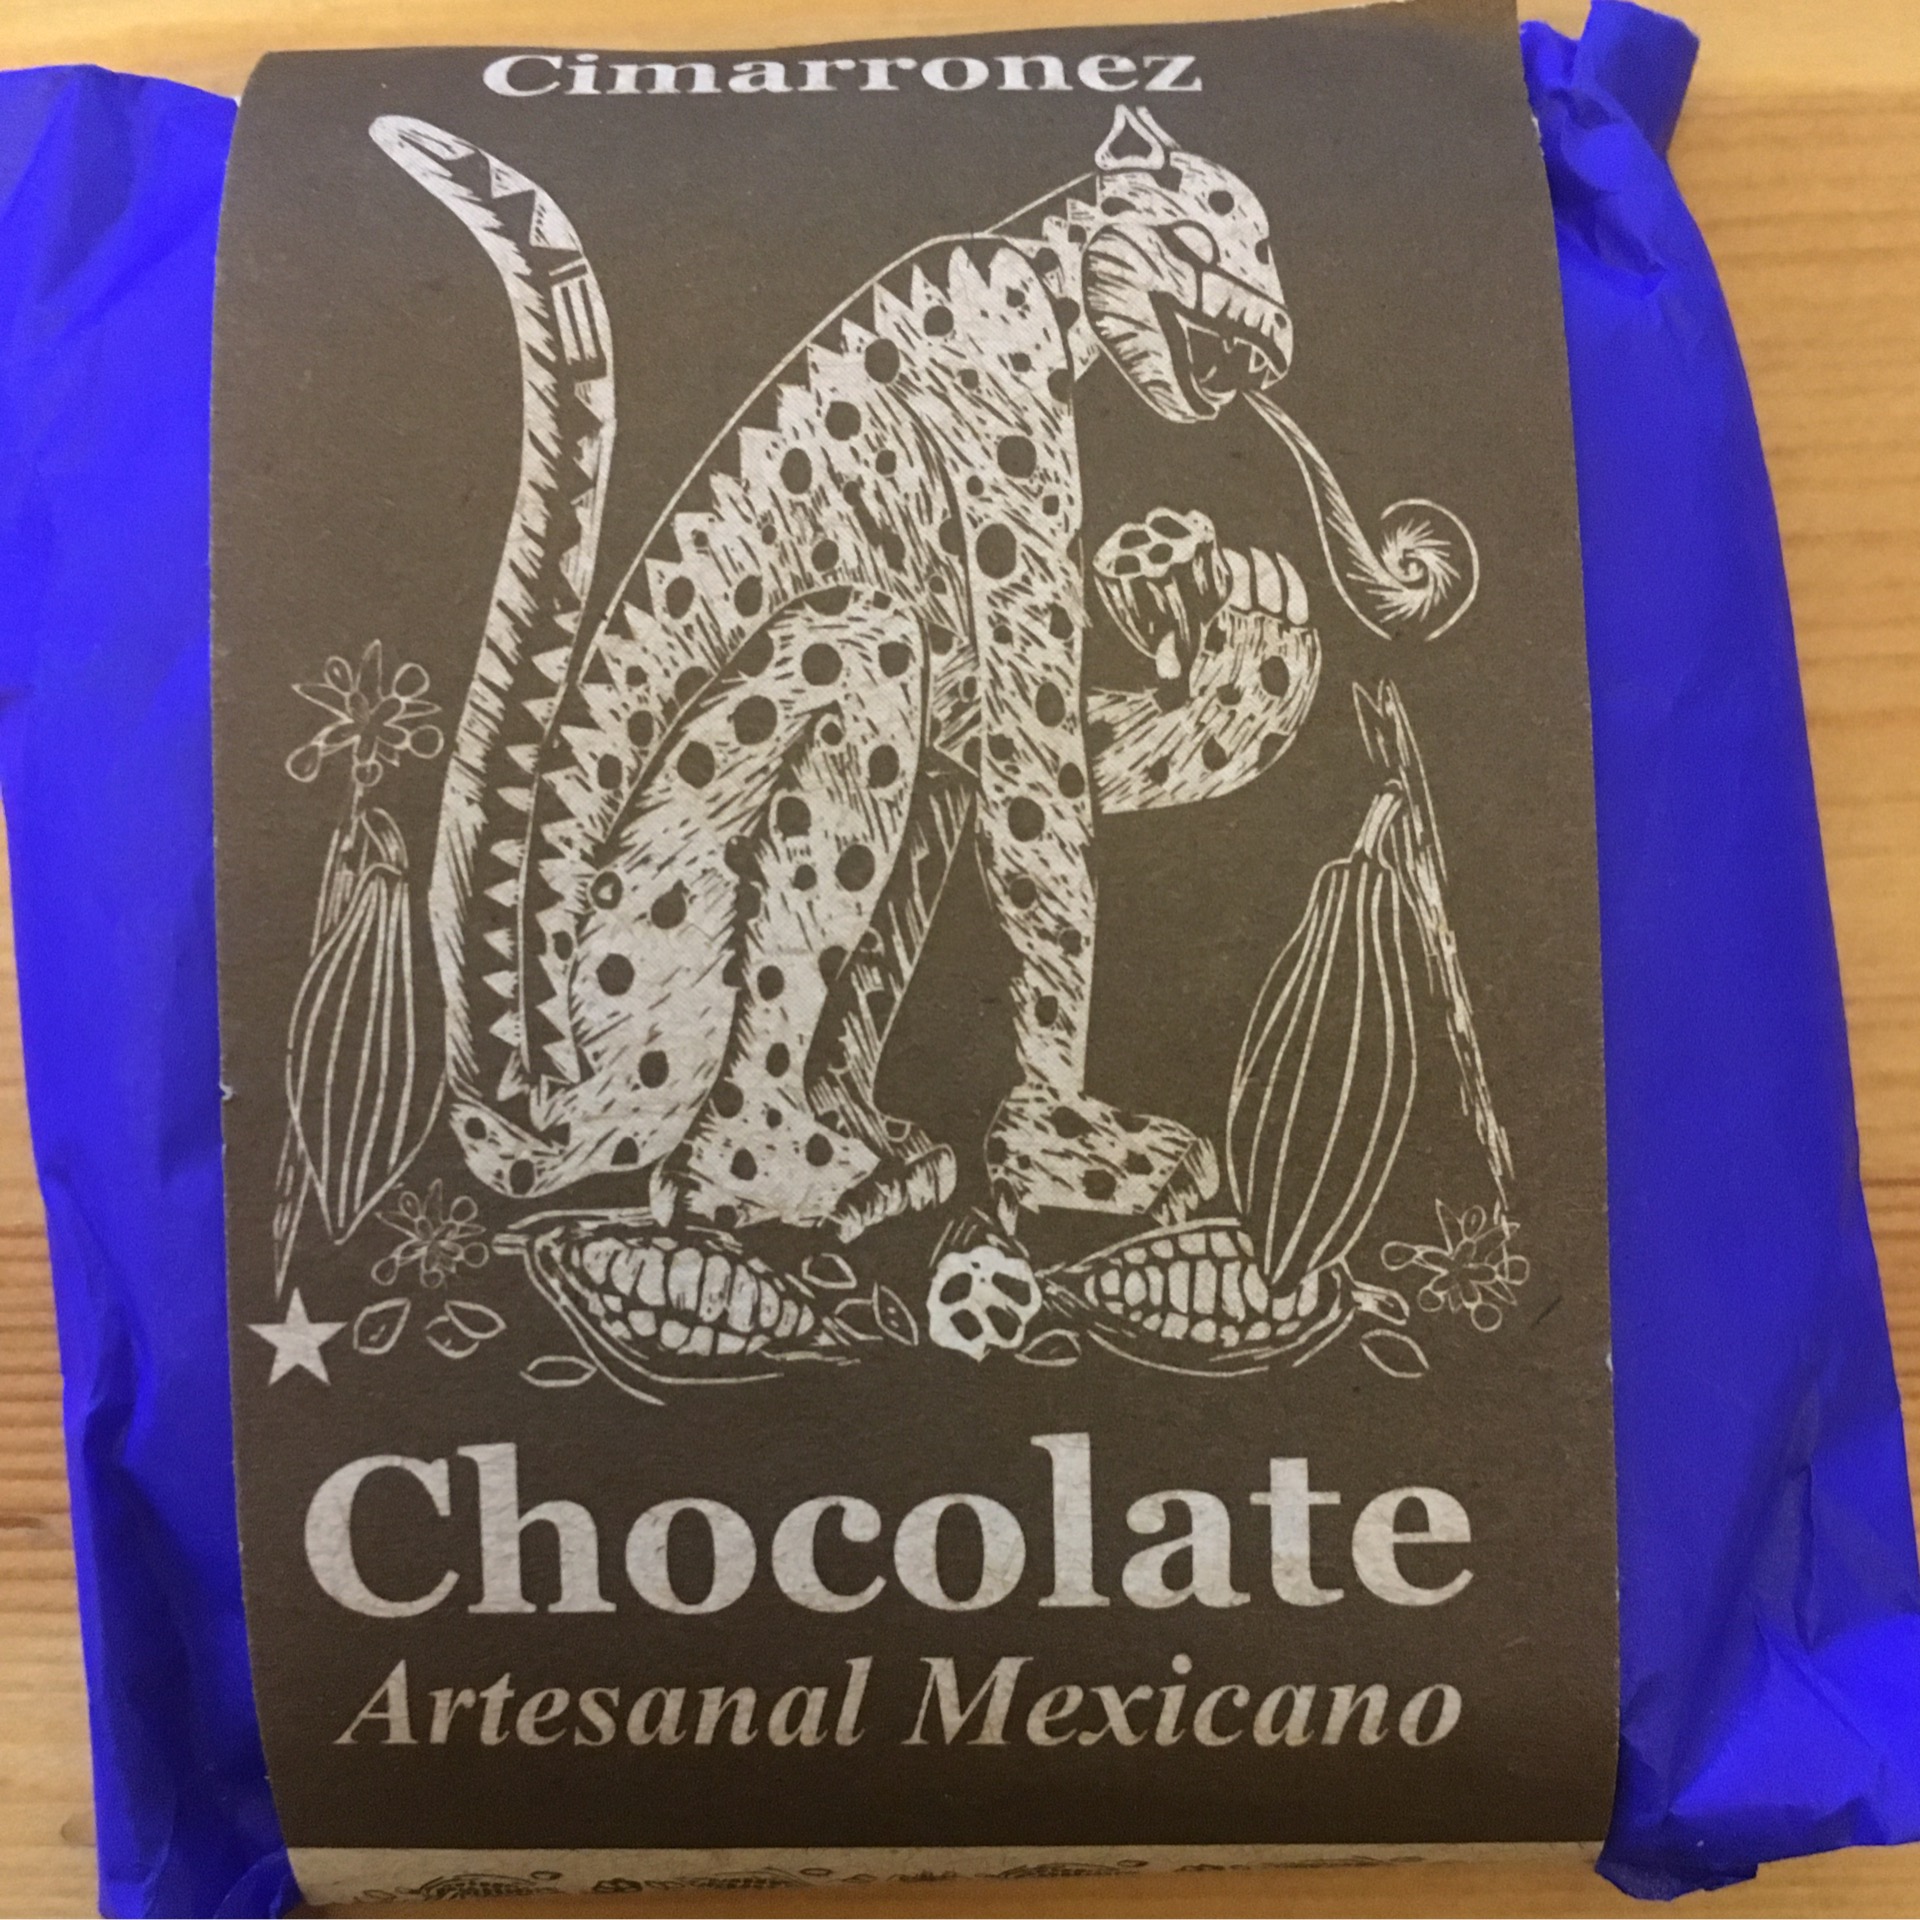 Cimarronez
Chocolate
Artesanal Mexicano